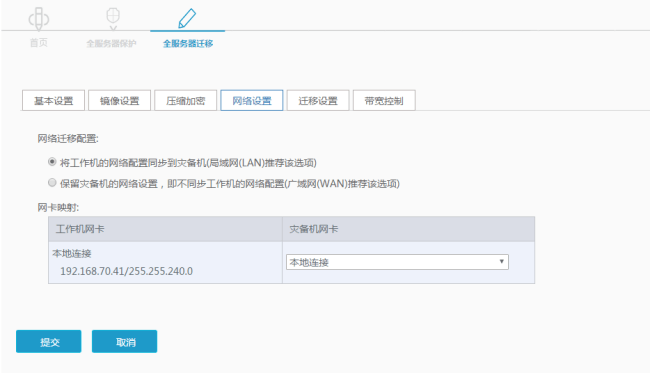 首页 全服务器保护 全服务器迁移
基本设置 镜像设置 压缩加密 网络设置 迁移设置 带宽控制
网络迁移配置:
将工作机的网络配置同步到灾备机(局域网(LAN)推荐该选项)
保留灾备机的网络设置，即不同步工作机的网络配置(广域网(WAN)推荐该选项)
网卡映射:
工作机网卡 灾备机网卡
本地连接 本地连接
192.168.70.41/255.255.240.0
提交 取消